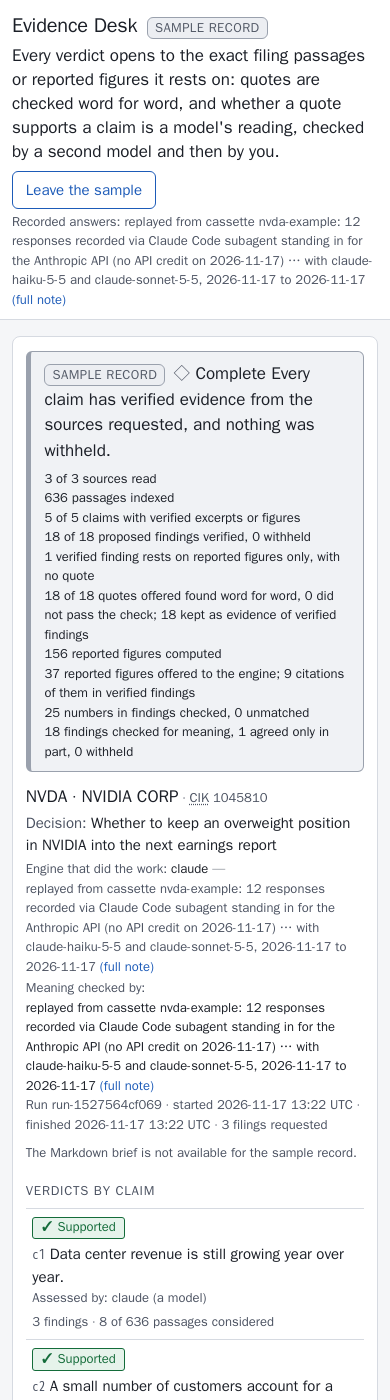 Evidence Desk SAMPLE RECORD
Every verdict opens to the exact filing passages
or reported figures it rests on: quotes are
checked word for word, and whether a quote
supports a claim is a model's reading, checked
by a second model and then by you.
Leave the sample
Recorded answers: replayed from cassette nvda-example: 12
responses recorded via Claude Code subagent standing in for
the Anthropic API (no API credit on 2026-11-17) ··· with claude-
haiku-5-5 and claude-sonnet-5-5, 2026-11-17 to 2026-11-17
(full note)
SAMPLE RECORD ◇ Complete Every
claim has verified evidence from the
sources requested, and nothing was
withheld.
3 of 3 sources read
636 passages indexed
5 of 5 claims with verified excerpts or figures
18 of 18 proposed findings verified, 0 withheld
1 verified finding rests on reported figures only, with
no quote
18 of 18 quotes offered found word for word, 0 did
not pass the check; 18 kept as evidence of verified
findings
156 reported figures computed
37 reported figures offered to the engine; 9 citations
of them in verified findings
25 numbers in findings checked, 0 unmatched
18 findings checked for meaning, 1 agreed only in
part, 0 withheld
NVDA · NVIDIA CORP · CIK 1045810
Decision: Whether to keep an overweight position
in NVIDIA into the next earnings report
Engine that did the work: claude —
replayed from cassette nvda-example: 12 responses
recorded via Claude Code subagent standing in for the
Anthropic API (no API credit on 2026-11-17) ··· with
claude-haiku-5-5 and claude-sonnet-5-5, 2026-11-17 to
2026-11-17 (full note)
Meaning checked by:
replayed from cassette nvda-example: 12 responses
recorded via Claude Code subagent standing in for the
Anthropic API (no API credit on 2026-11-17) ··· with
claude-haiku-5-5 and claude-sonnet-5-5, 2026-11-17 to
2026-11-17 (full note)
Run run-1527564cf069 · started 2026-11-17 13:22 UTC ·
finished 2026-11-17 13:22 UTC · 3 filings requested
The Markdown brief is not available for the sample record.
VERDICTS BY CLAIM
✓ Supported
c1 Data center revenue is still growing year over
year.
Assessed by: claude (a model)
3 findings · 8 of 636 passages considered
✓ Supported
c2 A small number of customers account for a